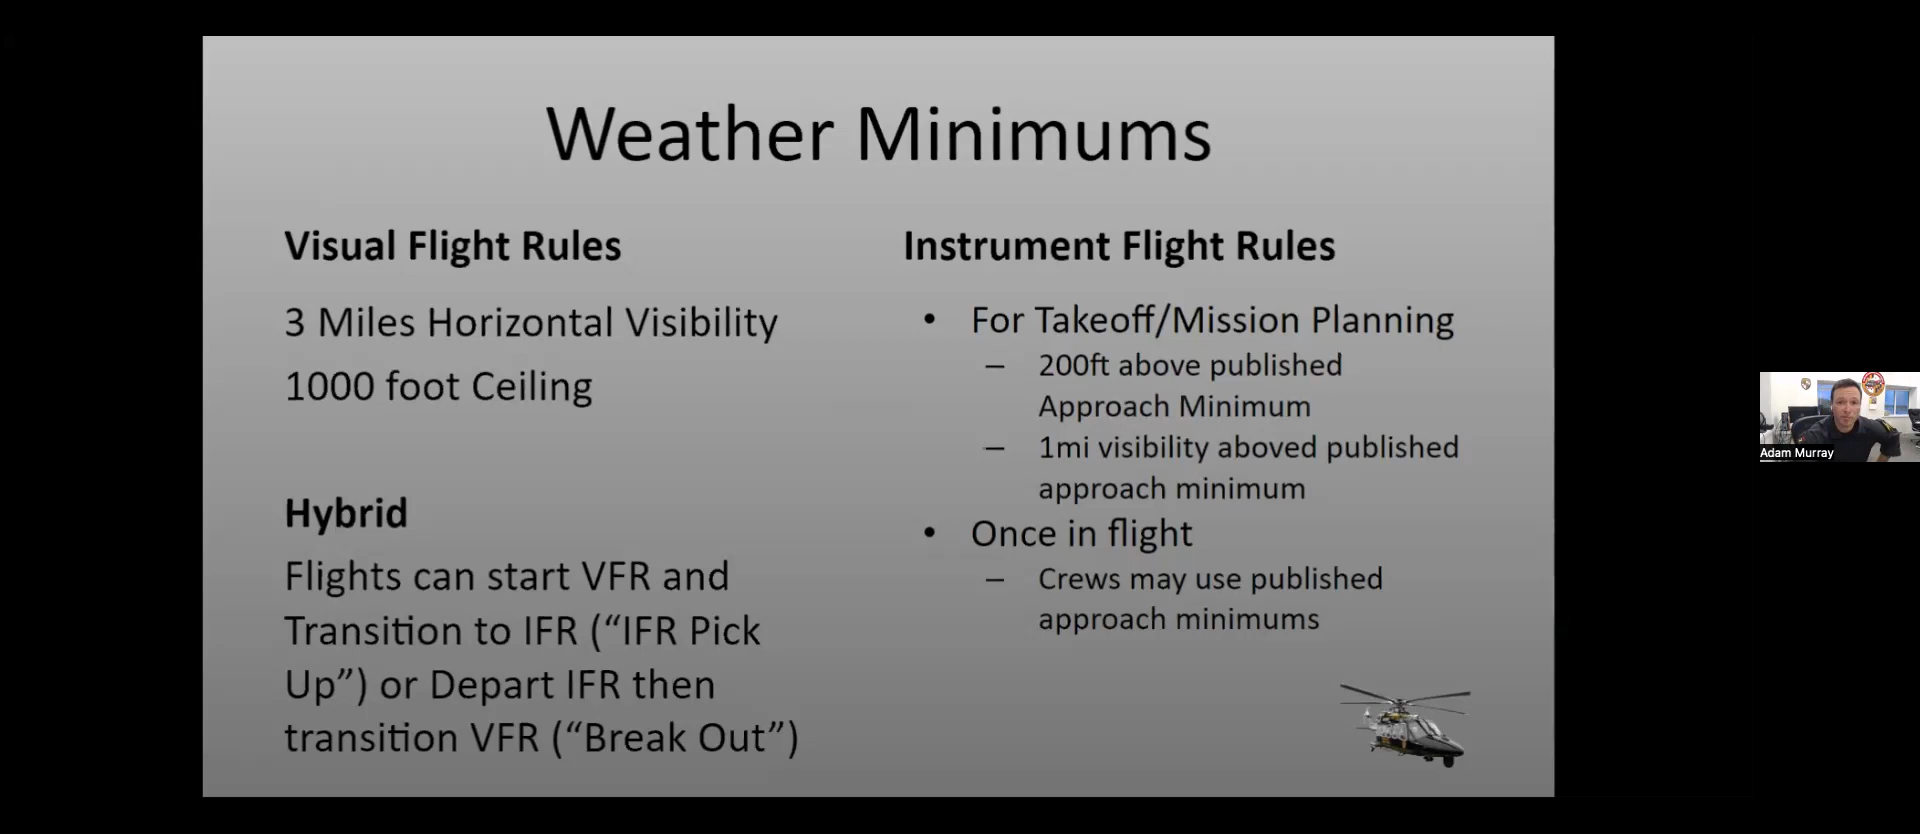 Weather Minimums
Visual Flight Rules
3 Miles Horizontal Visibility
1000 foot Ceiling
Hybrid
Flights can start VFR and
Transition to IFR (“IFR Pick
Up”) or Depart IFR then
transition VFR (“Break Out”)
Instrument Flight Rules
• For Takeoff/Mission Planning
– 200ft above published
Approach Minimum
– 1mi visibility aboved published
approach minimum
• Once in flight
– Crews may use published
approach minimums
Adam Murray